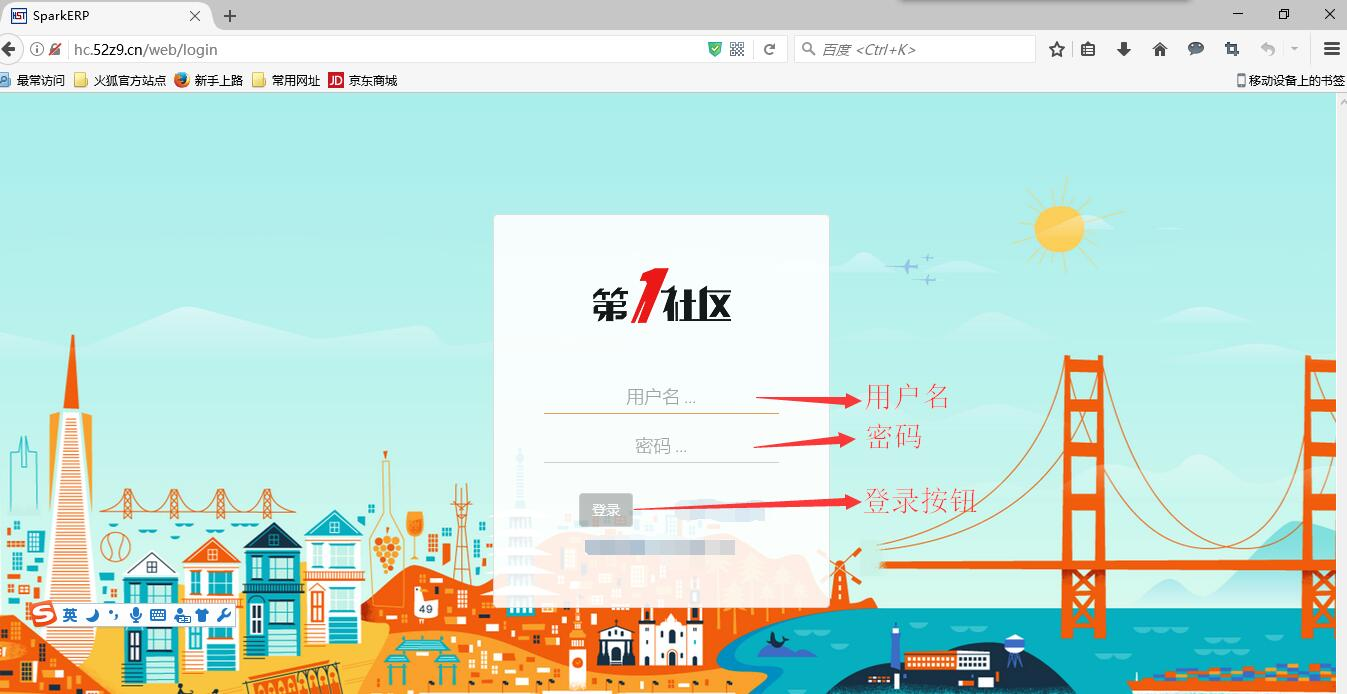 SparkERP
hc.52z9.cn/web/login
百度 <Ctrl+K>
最常访问 火狐官方站点 新手上路 常用网址 JD 京东商城
移动设备上的书签
第1社区
用户名 ...
用户名
密码 ...
密码
登录
登录按钮
英
49